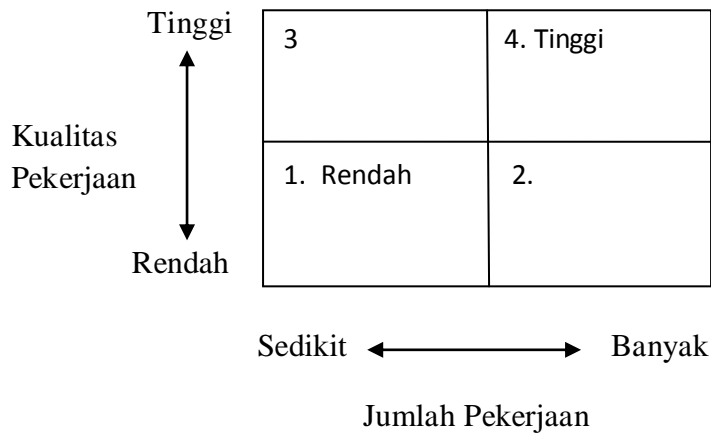 Tinggi
3
4. Tinggi
Kualitas
Pekerjaan
1. Rendah
2.
Rendah
Sedikit
Banyak
Jumlah Pekerjaan